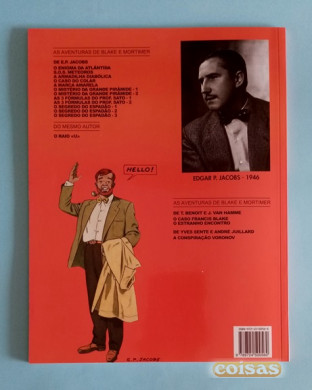 AS AVENTURAS DE BLAKE E MORTIMER
DE E.P. JACOBS
O ENIGMA DA ATLÂNTIDA
S.O.S. METEOROS
A ARMADILHA DIABÓLICA
O CASO DO COLAR
A MARCA AMARELA
O MISTÉRIO DA GRANDE PIRÂMIDE - 1
O MISTÉRIO DA GRANDE PIRÂMIDE - 2
AS 3 FÓRMULAS DO PROF. SATO - 1
AS 3 FÓRMULAS DO PROF. SATO - 2
O SEGREDO DO ESPADÃO - 1
O SEGREDO DO ESPADÃO - 2
O SEGREDO DO ESPADÃO - 3
DO MESMO AUTOR
O RAIO «U»
EDGAR P. JACOBS - 1946
HELLO!
AS AVENTURAS DE BLAKE E MORTIMER
DE T. BENOIT E J. VAN HAMME
O CASO FRANCIS BLAKE
O ESTRANHO ENCONTRO
DE YVES SENTE E ANDRÉ JUILLARD
A CONSPIRAÇÃO VORONOV
E.P. JACOBS
coisas